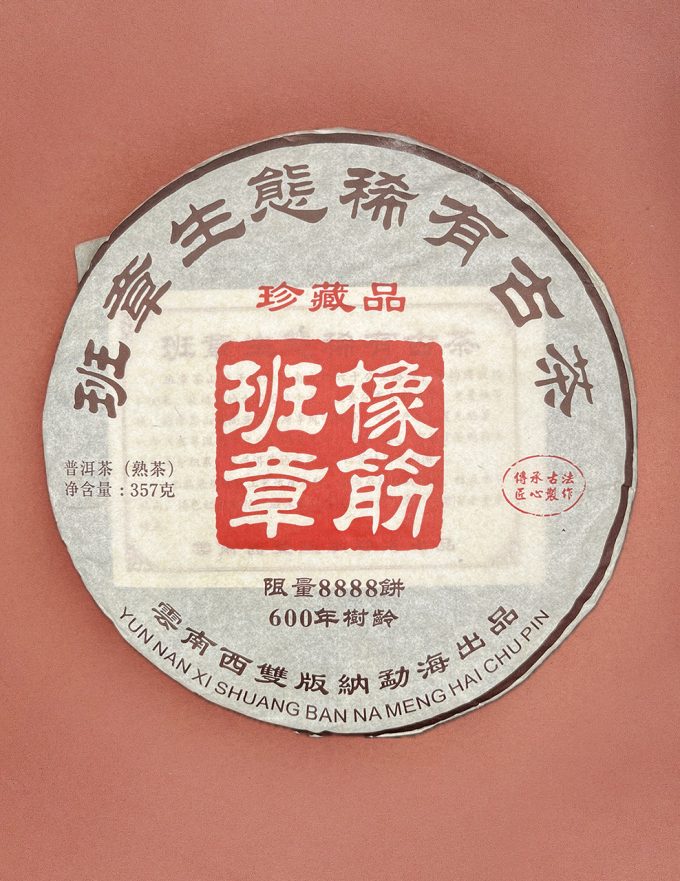 班章生態稀有古茶
珍藏品
橡筋
班章
普洱茶（熟茶）
净含量：357克
傳承古法
匠心製作
限量8888餅
600年樹齡
雲南西雙版納勐海出品
YUN NAN XI SHUANG BAN NA MENG HAI CHU PIN